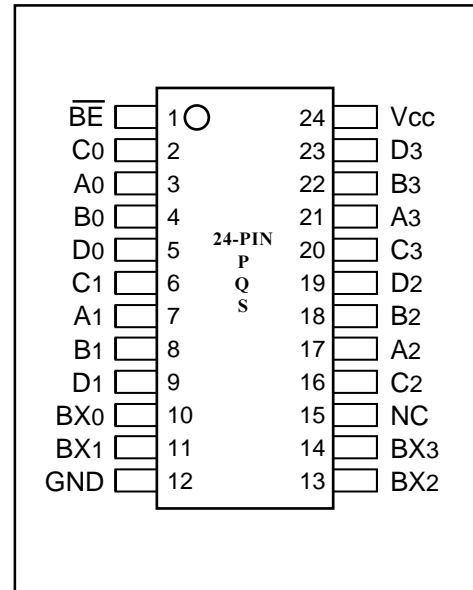 B̅E̅ 1 24 Vcc
C0 2 23 D3
A0 3 22 B3
B0 4 21 A3
D0 5 20 C3
C1 6 19 D2
A1 7 18 B2
B1 8 17 A2
D1 9 16 C2
BX0 10 15 NC
BX1 11 14 BX3
GND 12 13 BX2
24-PIN
P
Q
S